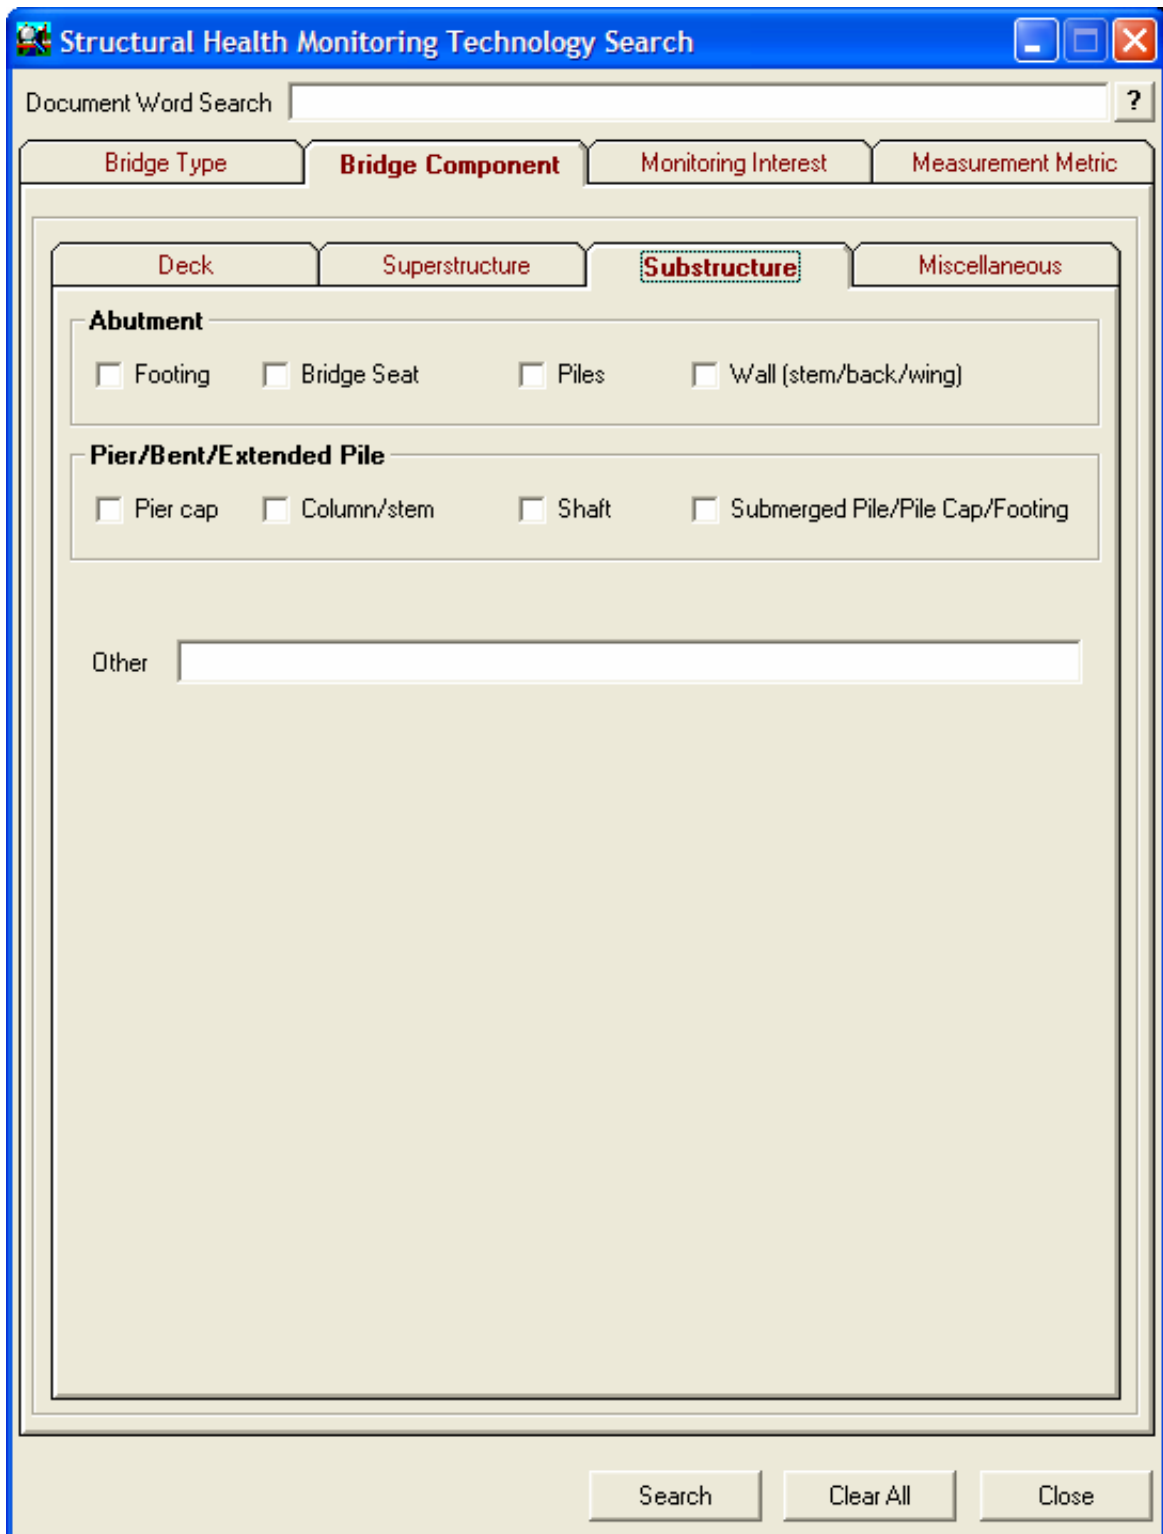 Structural Health Monitoring Technology Search
Document Word Search ?
Bridge Type Bridge Component Monitoring Interest Measurement Metric
Deck Superstructure Substructure Miscellaneous
Abutment
Footing Bridge Seat Piles Wall (stem/back/wing)
Pier/Bent/Extended Pile
Pier cap Column/stem Shaft Submerged Pile/Pile Cap/Footing
Other
Search Clear All Close